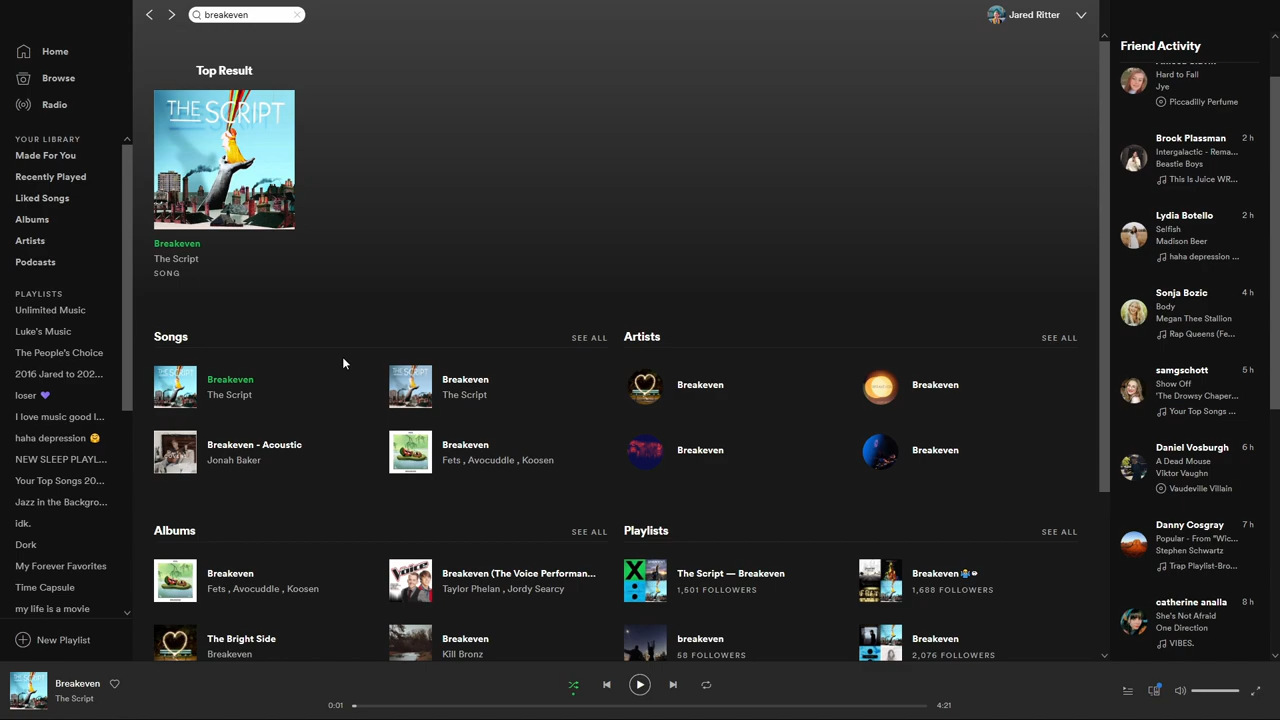 breakeven
Jared Ritter
Home
Browse
Radio
YOUR LIBRARY
Made For You
Recently Played
Liked Songs
Albums
Artists
Podcasts
PLAYLISTS
Unlimited Music
Luke's Music
The People's Choice
2016 Jared to 202...
loser 💜
I love music good l...
haha depression 🤗
NEW SLEEP PLAYL...
Your Top Songs 20...
Jazz in the Backgro...
idk.
Dork
My Forever Favorites
Time Capsule
my life is a movie
New Playlist
Top Result
THE SCRIPT
Breakeven
The Script
SONG
Songs
SEE ALL
Breakeven
The Script
Breakeven
The Script
Breakeven - Acoustic
Jonah Baker
Breakeven
Fets , Avocuddle , Koosen
Artists
SEE ALL
Breakeven
Breakeven
Breakeven
Breakeven
Albums
SEE ALL
Breakeven
Fets , Avocuddle , Koosen
Breakeven (The Voice Performan...
Taylor Phelan , Jordy Searcy
The Bright Side
Breakeven
Breakeven
Kill Bronz
Playlists
SEE ALL
The Script — Breakeven
1,501 FOLLOWERS
Breakeven
1,688 FOLLOWERS
breakeven
58 FOLLOWERS
Breakeven
2,076 FOLLOWERS
Friend Activity
Hard to Fall
Jye
Piccadilly Perfume
Brock Plassman 2 h
Intergalactic - Rema...
Beastie Boys
This Is Juice WR...
Lydia Botello 2 h
Selfish
Madison Beer
haha depression ...
Sonja Bozic 4 h
Body
Megan Thee Stallion
Rap Queens (Fe...
samgschott 5 h
Show Off
'The Drowsy Chaper...
Your Top Songs ...
Daniel Vosburgh 6 h
A Dead Mouse
Viktor Vaughn
Vaudeville Villain
Danny Cosgray 7 h
Popular - From "Wic...
Stephen Schwartz
Trap Playlist-Bro...
catherine analla 8 h
She's Not Afraid
One Direction
VIBES.
Breakeven
The Script
0:01
4:21